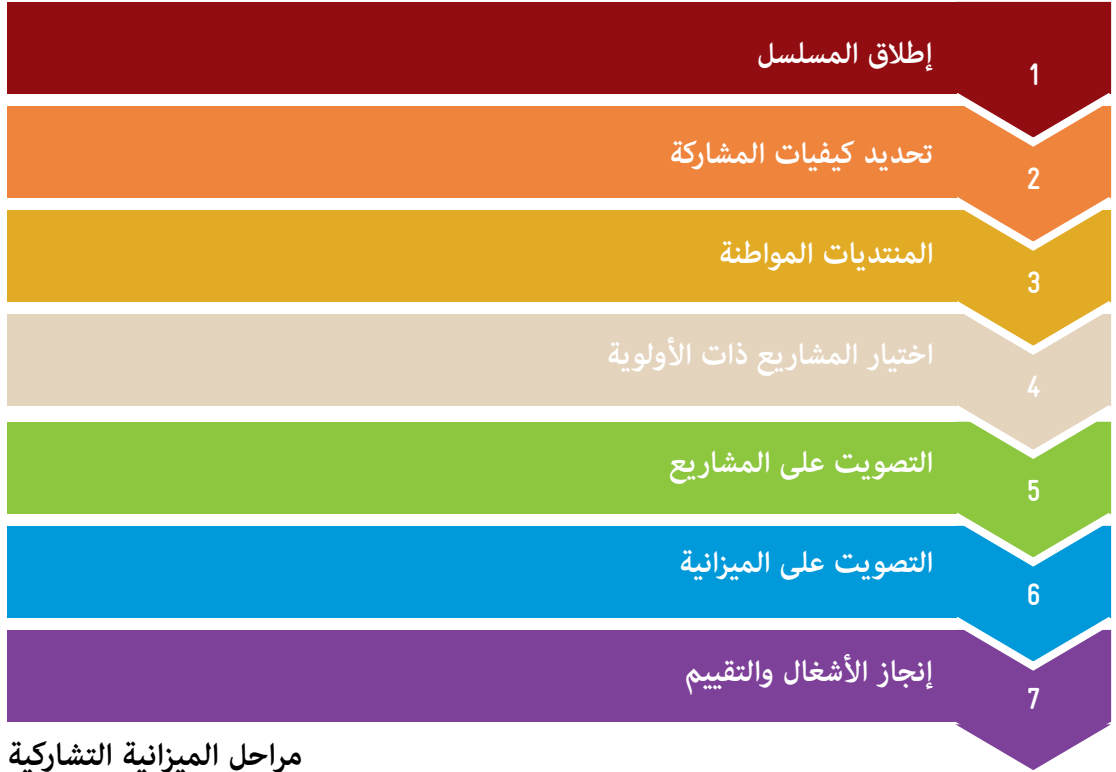 إطلاق المسلسل
1
تحديد كيفيات المشاركة
2
المنتديات المواطنة
3
اختيار المشاريع ذات الأولوية
4
التصويت على المشاريع
5
التصويت على الميزانية
6
إنجاز الأشغال والتقييم
7
مراحل الميزانية التشاركية